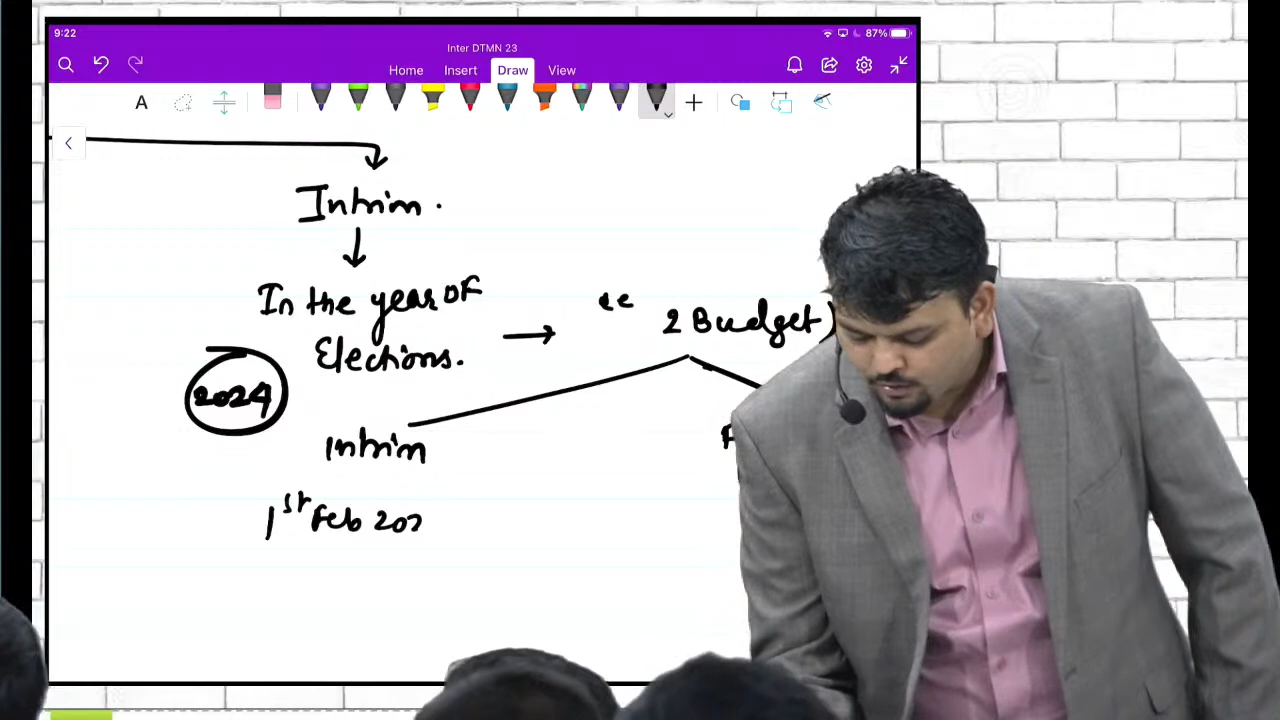 9:22
87%
Inter DTMN 23
Home Insert Draw View
A
Intrim.
In the year of
Elections.
2024
2 Budget)
Intrim
F
1st Feb 202